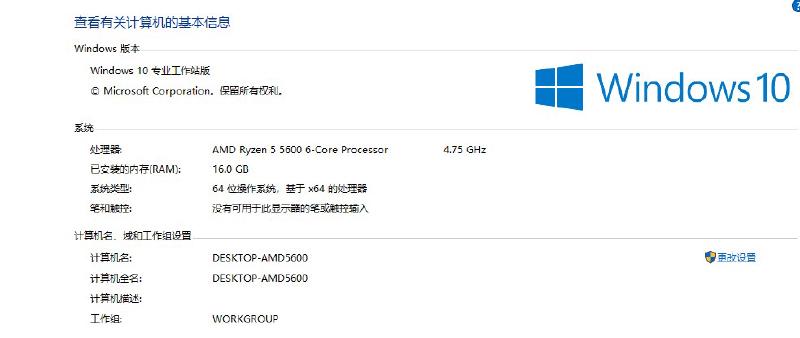 查看有关计算机的基本信息
Windows 版本
Windows 10 专业工作站版
© Microsoft Corporation。保留所有权利。
Windows 10
系统
处理器: AMD Ryzen 5 5600 6-Core Processor 4.75 GHz
已安装的内存(RAM): 16.0 GB
系统类型: 64 位操作系统，基于 x64 的处理器
笔和触控: 没有可用于此显示器的笔或触控输入
计算机名、域和工作组设置
计算机名: DESKTOP-AMD5600 更改设置
计算机全名: DESKTOP-AMD5600
计算机描述:
工作组: WORKGROUP